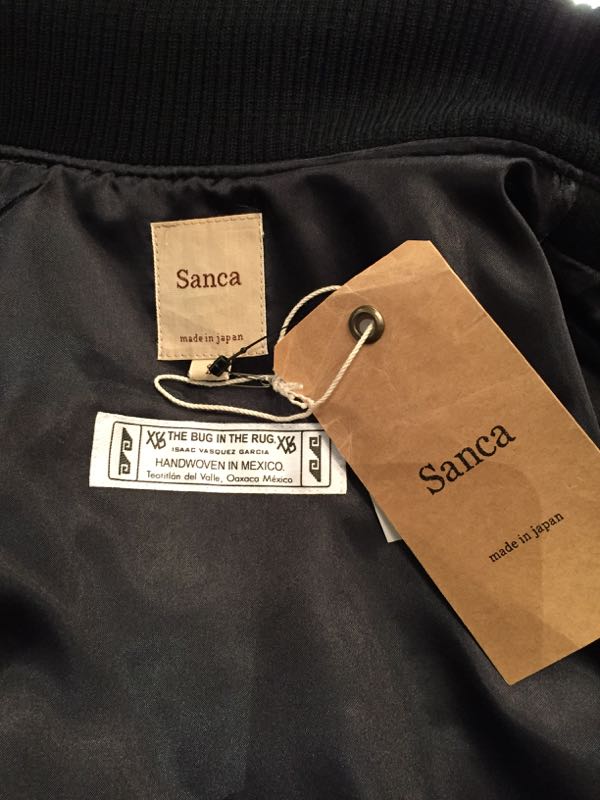 Sanca
made in japan
THE BUG IN THE RUG.
ISAAC VASQUEZ GARCIA
HANDWOVEN IN MEXICO.
Teotitlán del Valle, Oaxaca México
Sanca
made in japan